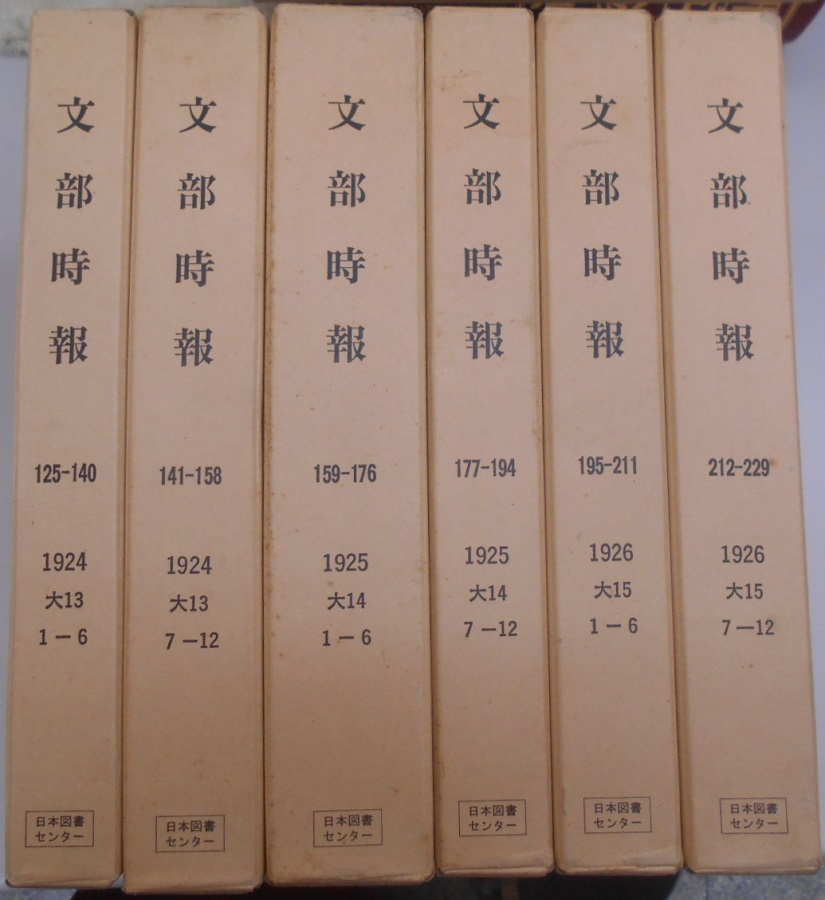 文部時報
125-140
1924
大13
1-6
日本図書
センター
文部時報
141-158
1924
大13
7-12
日本図書
センター
文部時報
159-176
1925
大14
1-6
日本図書
センター
文部時報
177-194
1925
大14
7-12
日本図書
センター
文部時報
195-211
1926
大15
1-6
日本図書
センター
文部時報
212-229
1926
大15
7-12
日本図書
センター